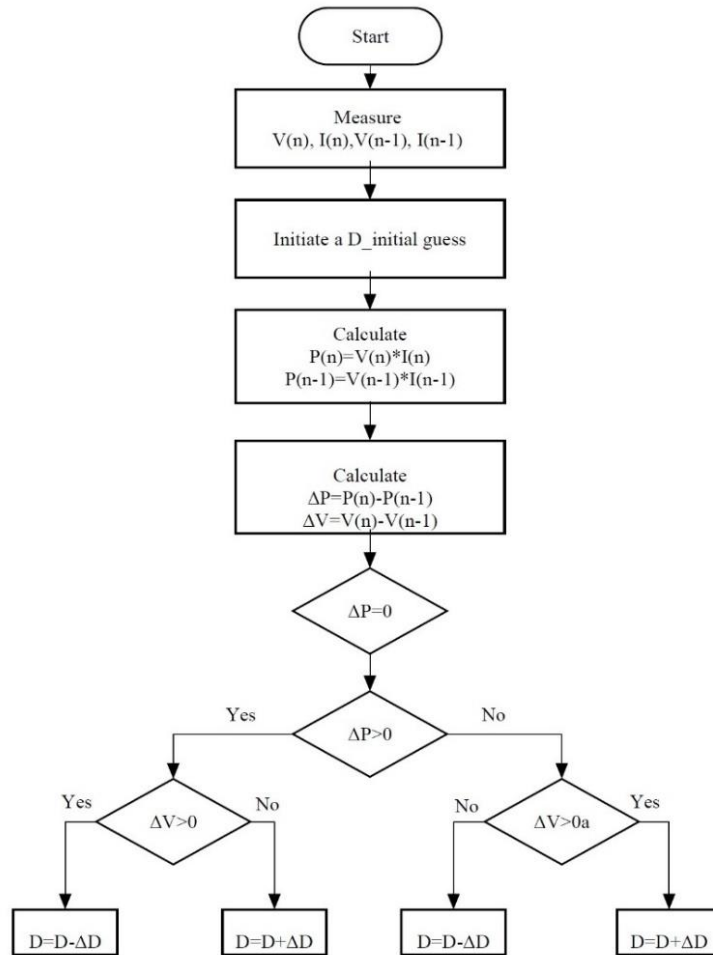 Start
Measure
V(n), I(n),V(n-1), I(n-1)
Initiate a D_initial guess
Calculate
P(n)=V(n)*I(n)
P(n-1)=V(n-1)*I(n-1)
Calculate
ΔP=P(n)-P(n-1)
ΔV=V(n)-V(n-1)
ΔP=0
Yes
ΔP>0
No
Yes
ΔV>0
No
No
ΔV>0a
Yes
D=D-ΔD
D=D+ΔD
D=D-ΔD
D=D+ΔD